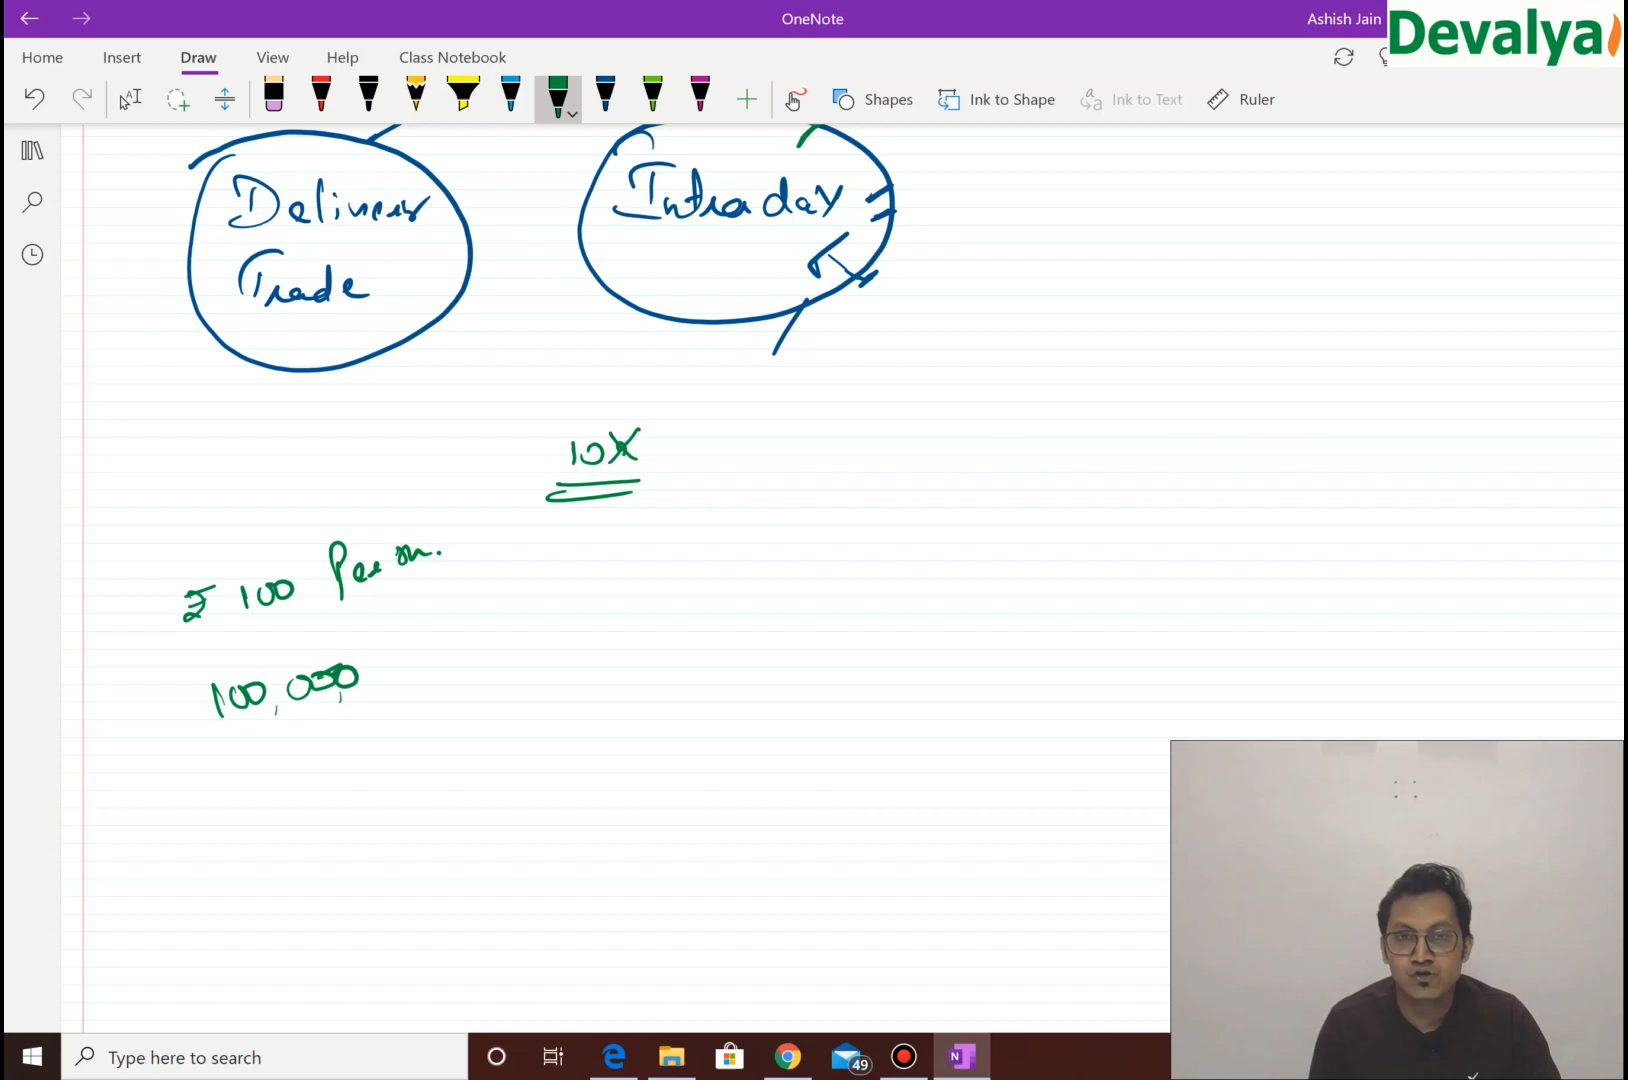 OneNote
Ashish Jain
Devalya
Home Insert Draw View Help Class Notebook
Shapes Ink to Shape Ink to Text Ruler
Delivery Intraday
Trade
10X
₹ 100 Per
100,000
Type here to search
49
N